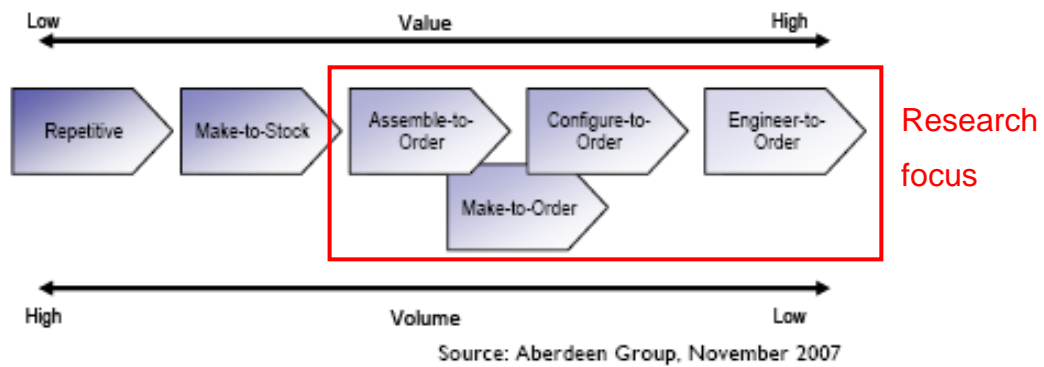 Low Value High
Repetitive
Make-to-Stock
Assemble-to-
Order
Configure-to-
Order
Engineer-to-
Order
Make-to-Order
Research
focus
High Volume Low
Source: Aberdeen Group, November 2007